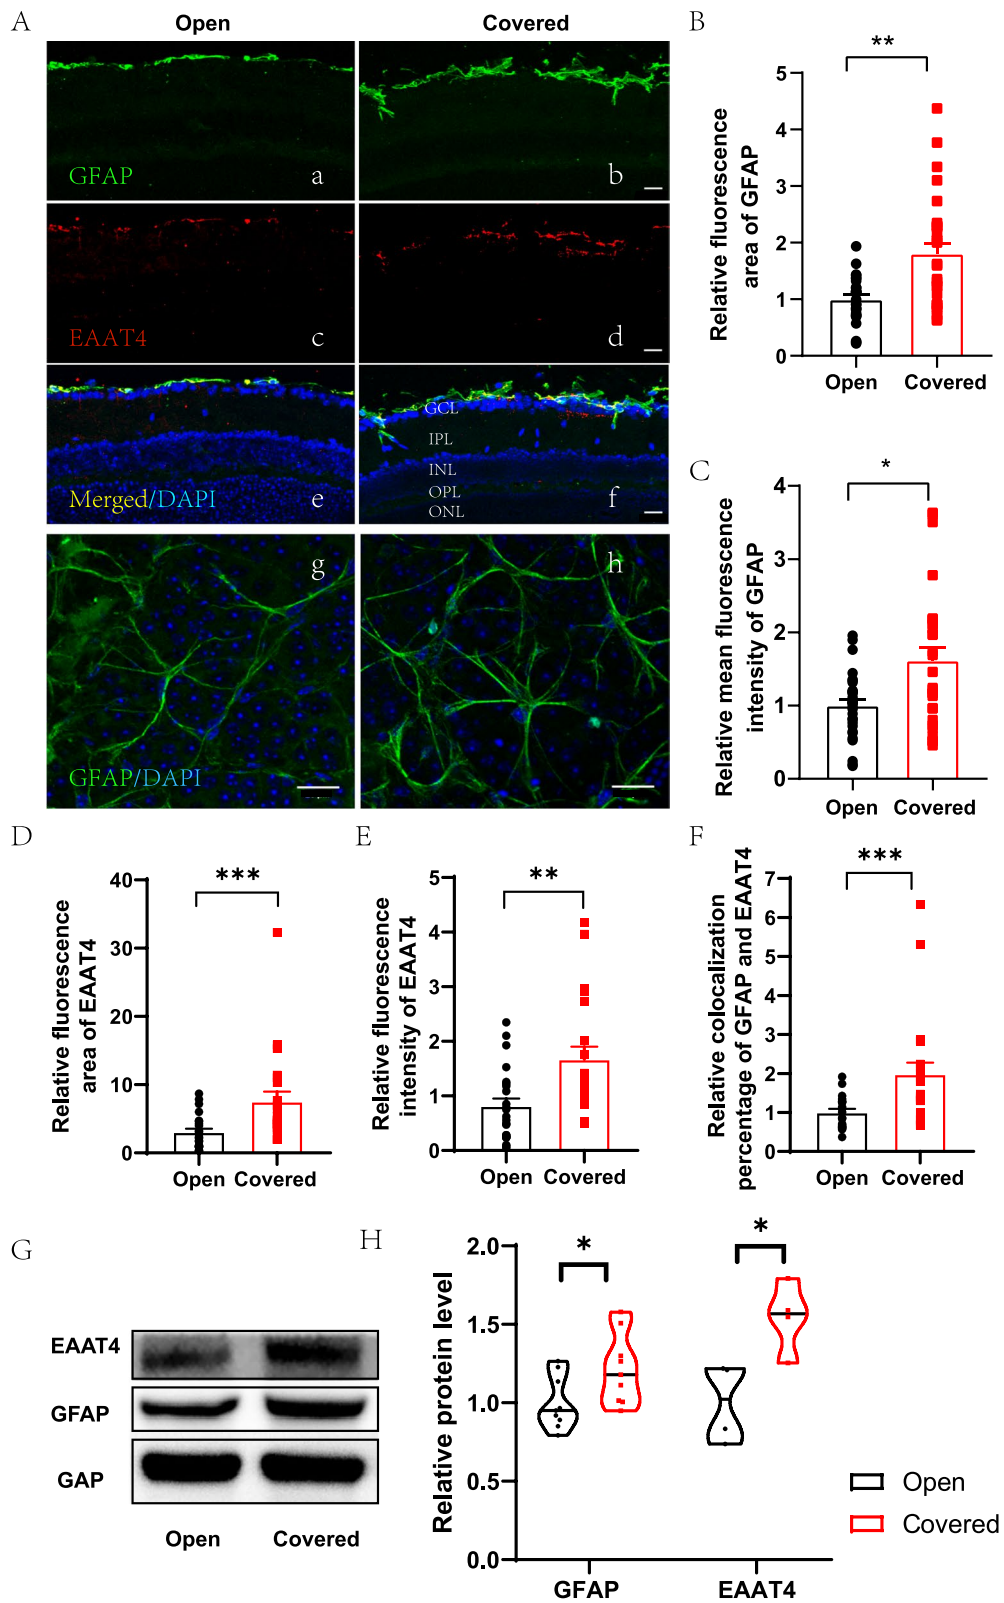 A
Open
Covered
GFAP
a
b
EAAT4
c
d
Merged/DAPI
e
GCL
IPL
INL
OPL
ONL
f
g
h
GFAP/DAPI
B
**
Relative fluorescence
area of GFAP
5
4
3
2
1
0
Open
Covered
C
*
Relative mean fluorescence
intensity of GFAP
4
3
2
1
0
Open
Covered
D
***
Relative fluorescence
area of EAAT4
40
30
20
10
0
Open
Covered
E
**
Relative fluorescence
intensity of EAAT4
5
4
3
2
1
0
Open
Covered
F
***
Relative colocalization
percentage of GFAP and EAAT4
7
6
5
4
3
2
1
0
Open
Covered
G
EAAT4
GFAP
GAP
Open
Covered
H
*
*
Relative protein level
2.0
1.5
1.0
0.5
0.0
GFAP
EAAT4
Open
Covered